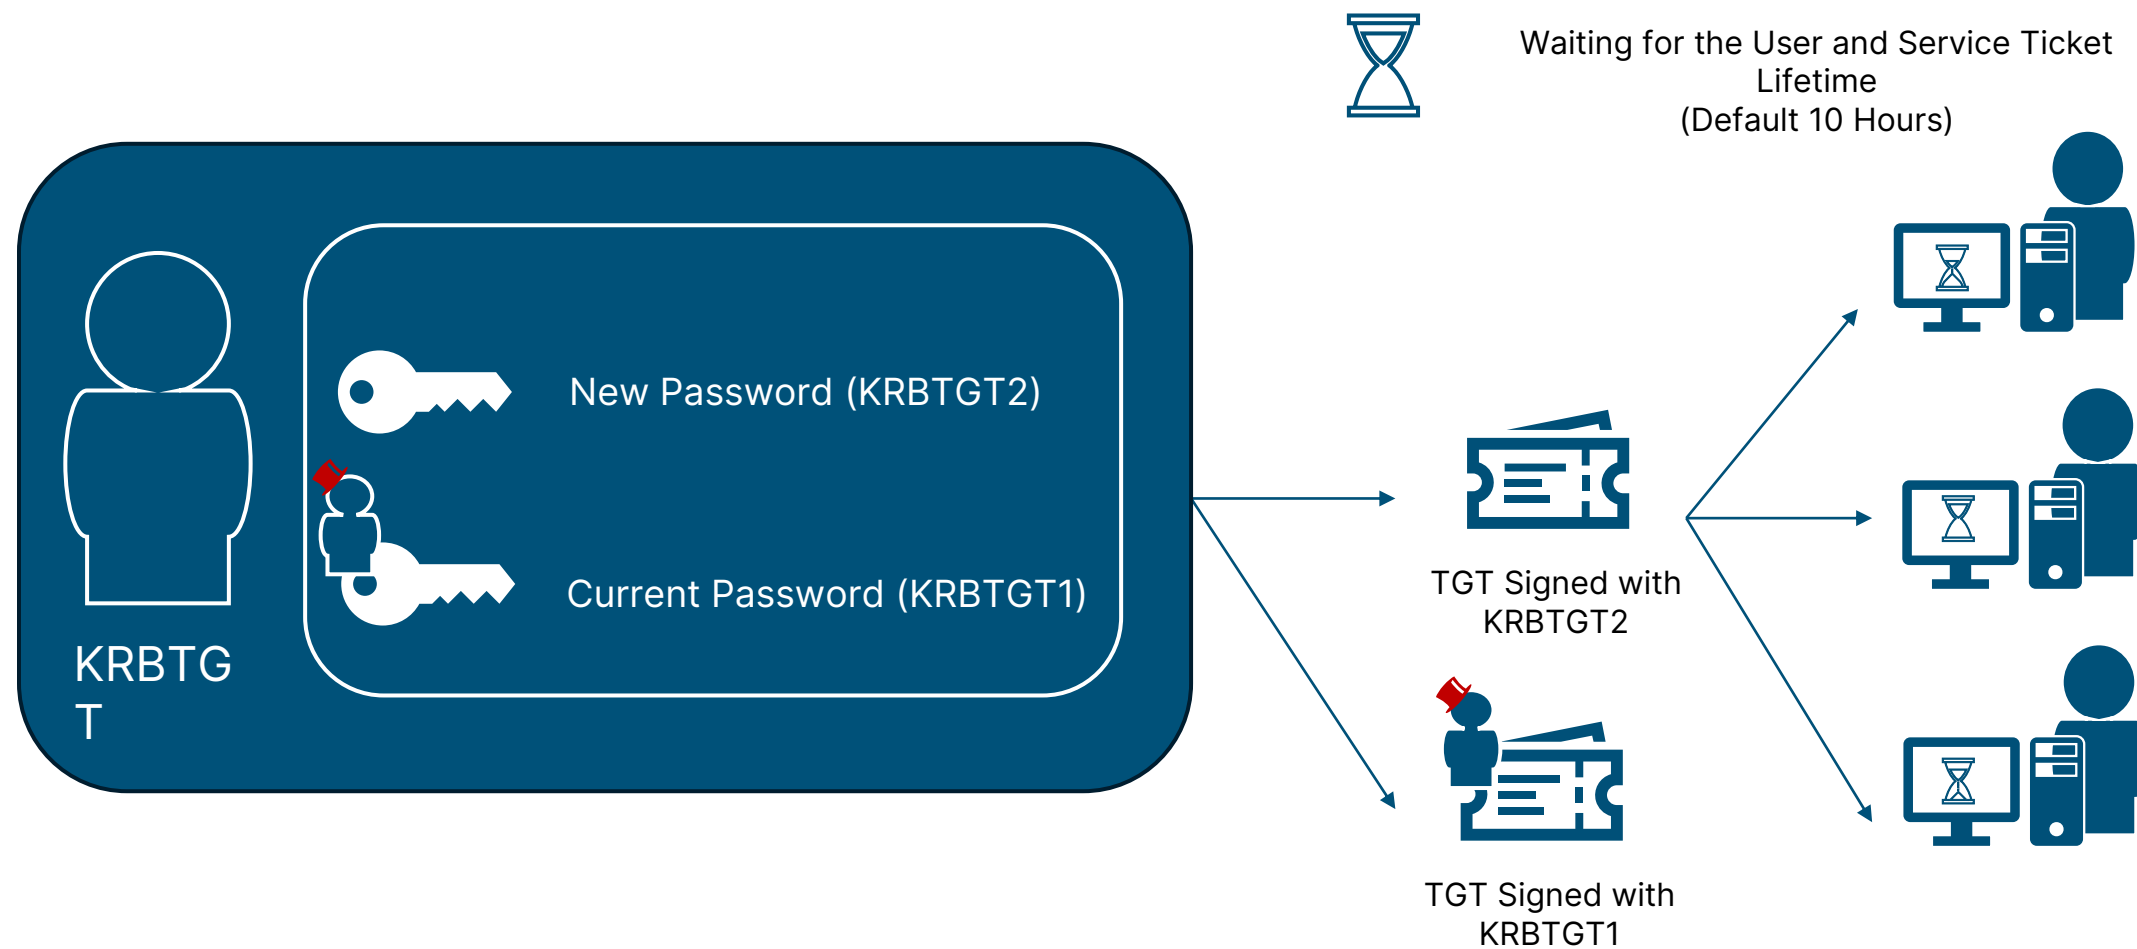 Waiting for the User and Service Ticket
Lifetime
(Default 10 Hours)
New Password (KRBTGT2)
Current Password (KRBTGT1)
KRBTG
T
TGT Signed with
KRBTGT2
TGT Signed with
KRBTGT1